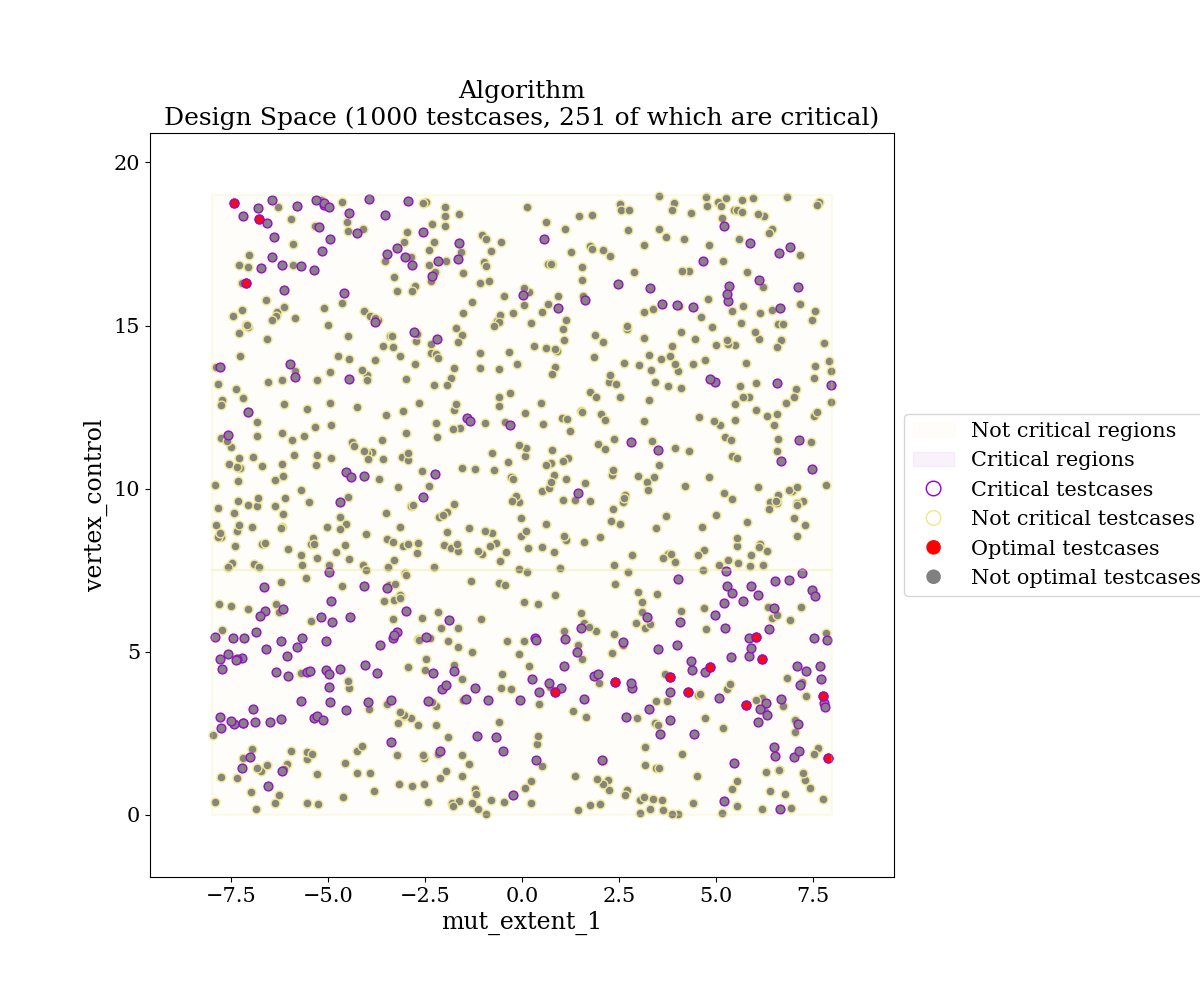 Algorithm
Design Space (1000 testcases, 251 of which are critical)
20
15
10
5
0
vertex_control
−7.5
−5.0
−2.5
0.0
2.5
5.0
7.5
mut_extent_1
Not critical regions
Critical regions
Critical testcases
Not critical testcases
Optimal testcases
Not optimal testcases